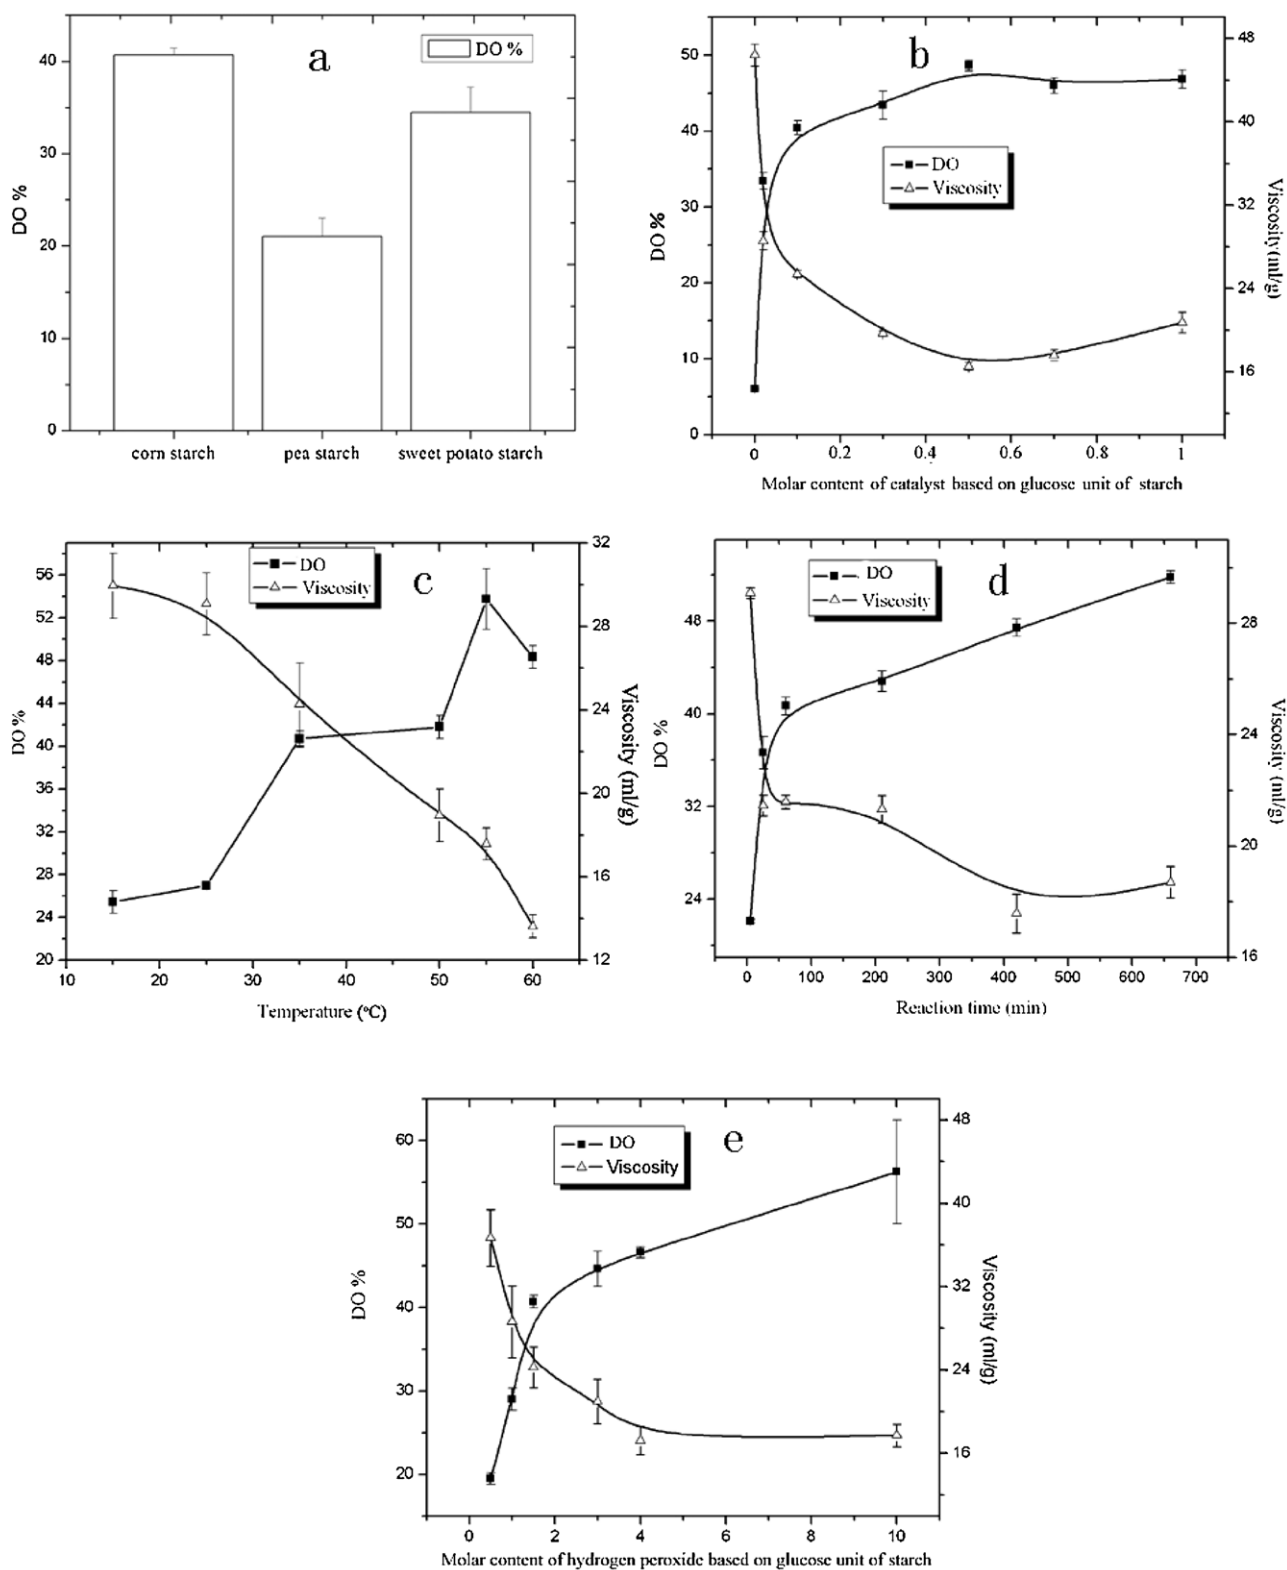 a
DO %
40
30
20
10
0
DO %
corn starch
pea starch
sweet potato starch
b
DO
Viscosity
50
40
30
20
10
0
DO %
48
40
32
24
16
Viscosity(ml/g)
0
0.2
0.4
0.6
0.8
1
Molar content of catalyst based on glucose unit of starch
c
DO
Viscosity
56
52
48
44
40
36
32
28
24
20
DO %
32
28
24
20
16
12
Viscosity (ml/g)
10
20
30
40
50
60
Temperature (°C)
d
DO
Viscosity
48
40
32
24
DO %
28
24
20
16
Viscosity (ml/g)
0
100
200
300
400
500
600
700
Reaction time (min)
e
DO
Viscosity
60
50
40
30
20
DO %
48
40
32
24
16
Viscosity (ml/g)
0
2
4
6
8
10
Molar content of hydrogen peroxide based on glucose unit of starch